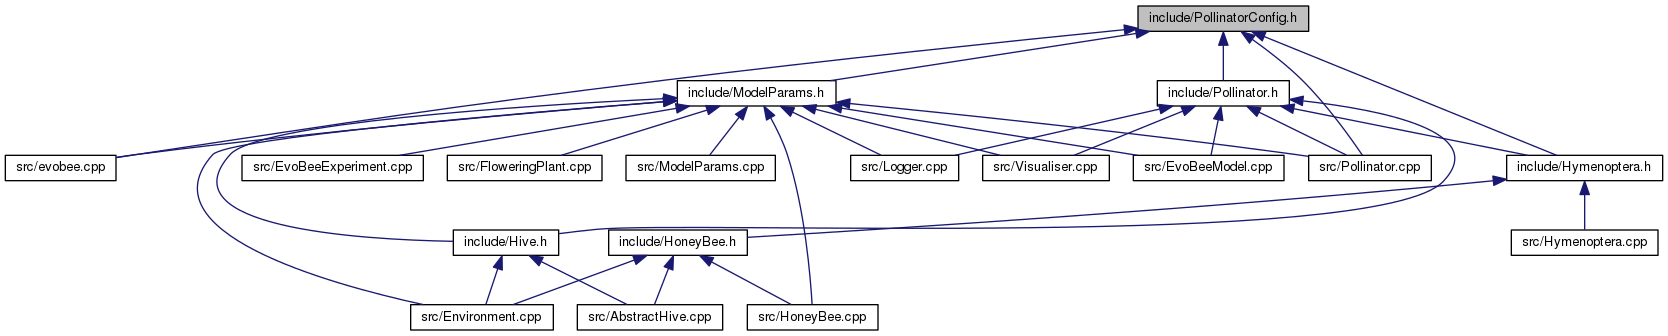 include/PollinatorConfig.h
include/ModelParams.h
include/Pollinator.h
src/evobee.cpp
src/EvoBeeExperiment.cpp
src/FloweringPlant.cpp
src/ModelParams.cpp
src/Logger.cpp
src/Visualiser.cpp
src/EvoBeeModel.cpp
src/Pollinator.cpp
include/Hymenoptera.h
include/Hive.h
include/HoneyBee.h
src/Hymenoptera.cpp
src/Environment.cpp
src/AbstractHive.cpp
src/HoneyBee.cpp